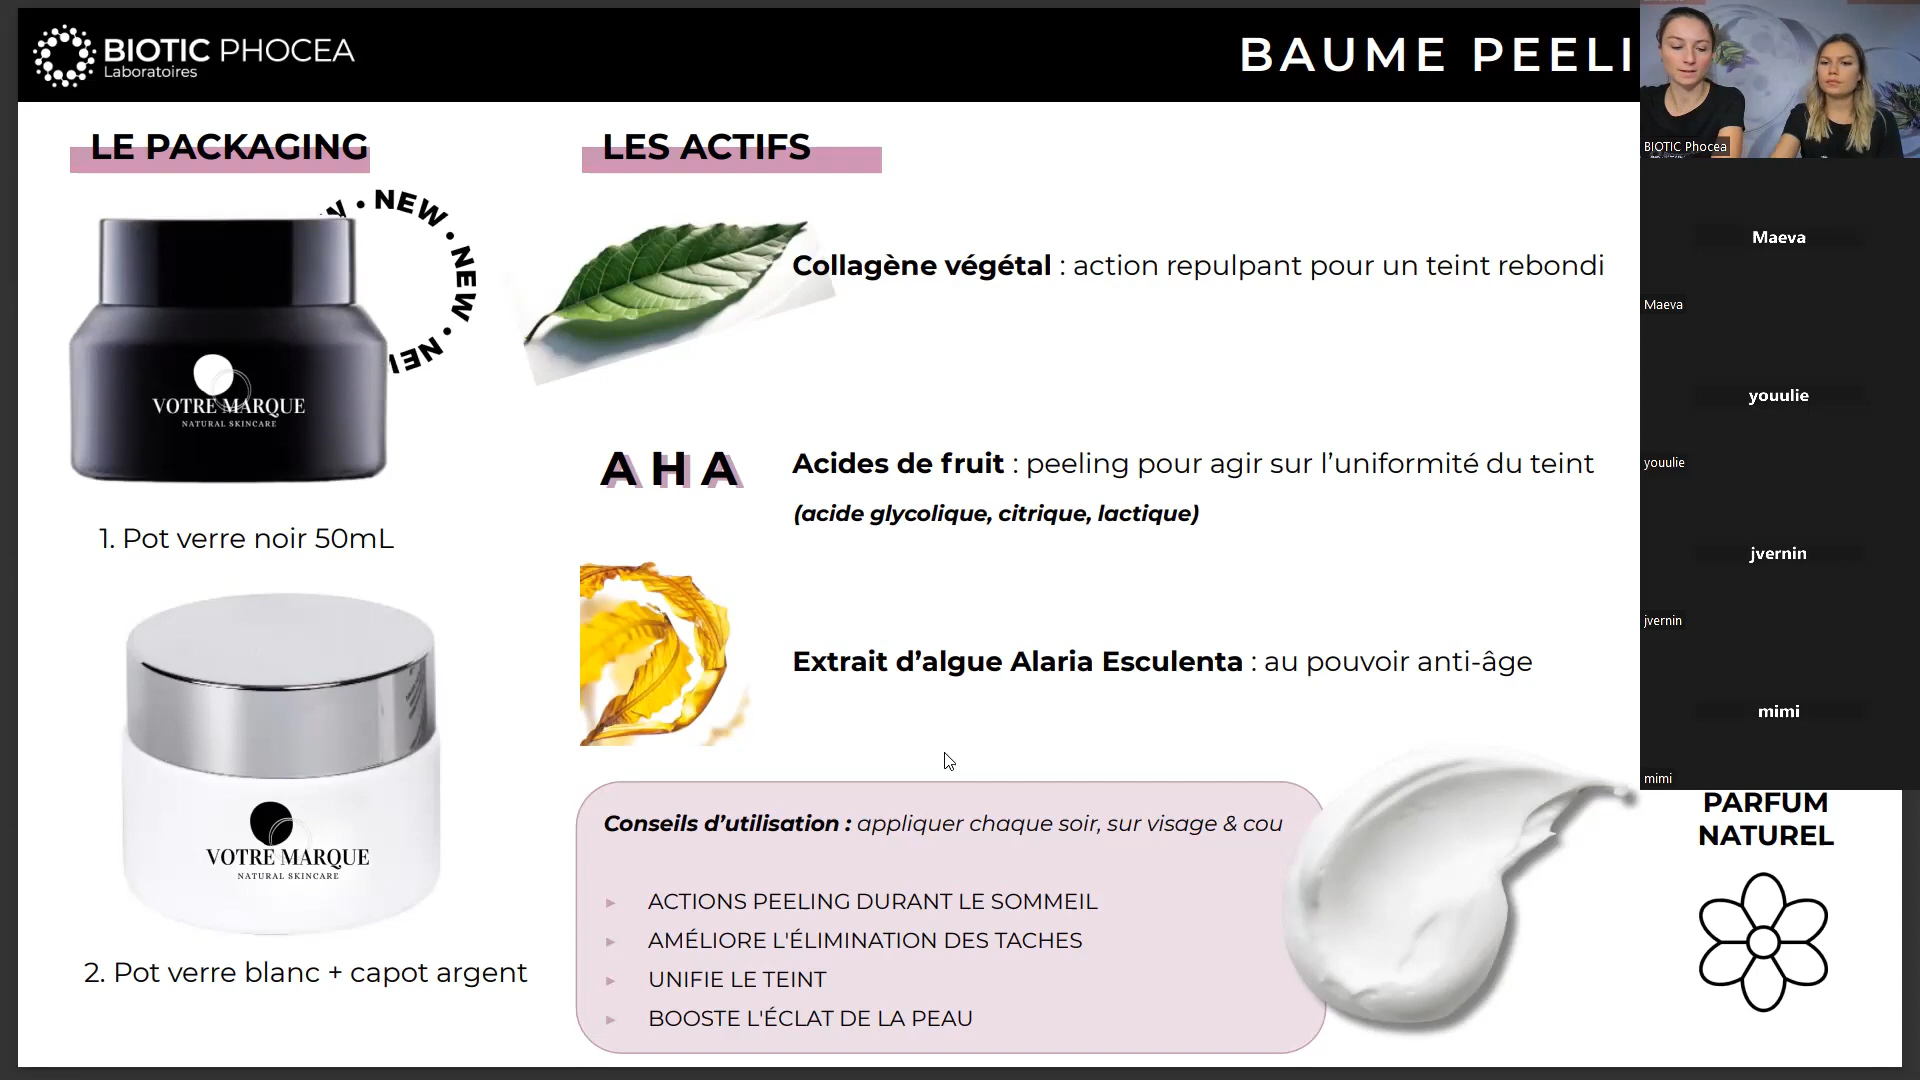 BIOTIC PHOCEA
Laboratoires
BAUME PEELI
LE PACKAGING
NEW • NEW •
VOTRE MARQUE
NATURAL SKINCARE
1. Pot verre noir 50mL
VOTRE MARQUE
NATURAL SKINCARE
2. Pot verre blanc + capot argent
LES ACTIFS
Collagène végétal : action repulpant pour un teint rebondi
AHA
Acides de fruit : peeling pour agir sur l’uniformité du teint
(acide glycolique, citrique, lactique)
Extrait d’algue Alaria Esculenta : au pouvoir anti-âge
Conseils d’utilisation : appliquer chaque soir, sur visage & cou
ACTIONS PEELING DURANT LE SOMMEIL
AMÉLIORE L'ÉLIMINATION DES TACHES
UNIFIE LE TEINT
BOOSTE L'ÉCLAT DE LA PEAU
PARFUM
NATUREL
BIOTIC Phocea
Maeva
Maeva
youulie
youulie
jvernin
jvernin
mimi
mimi